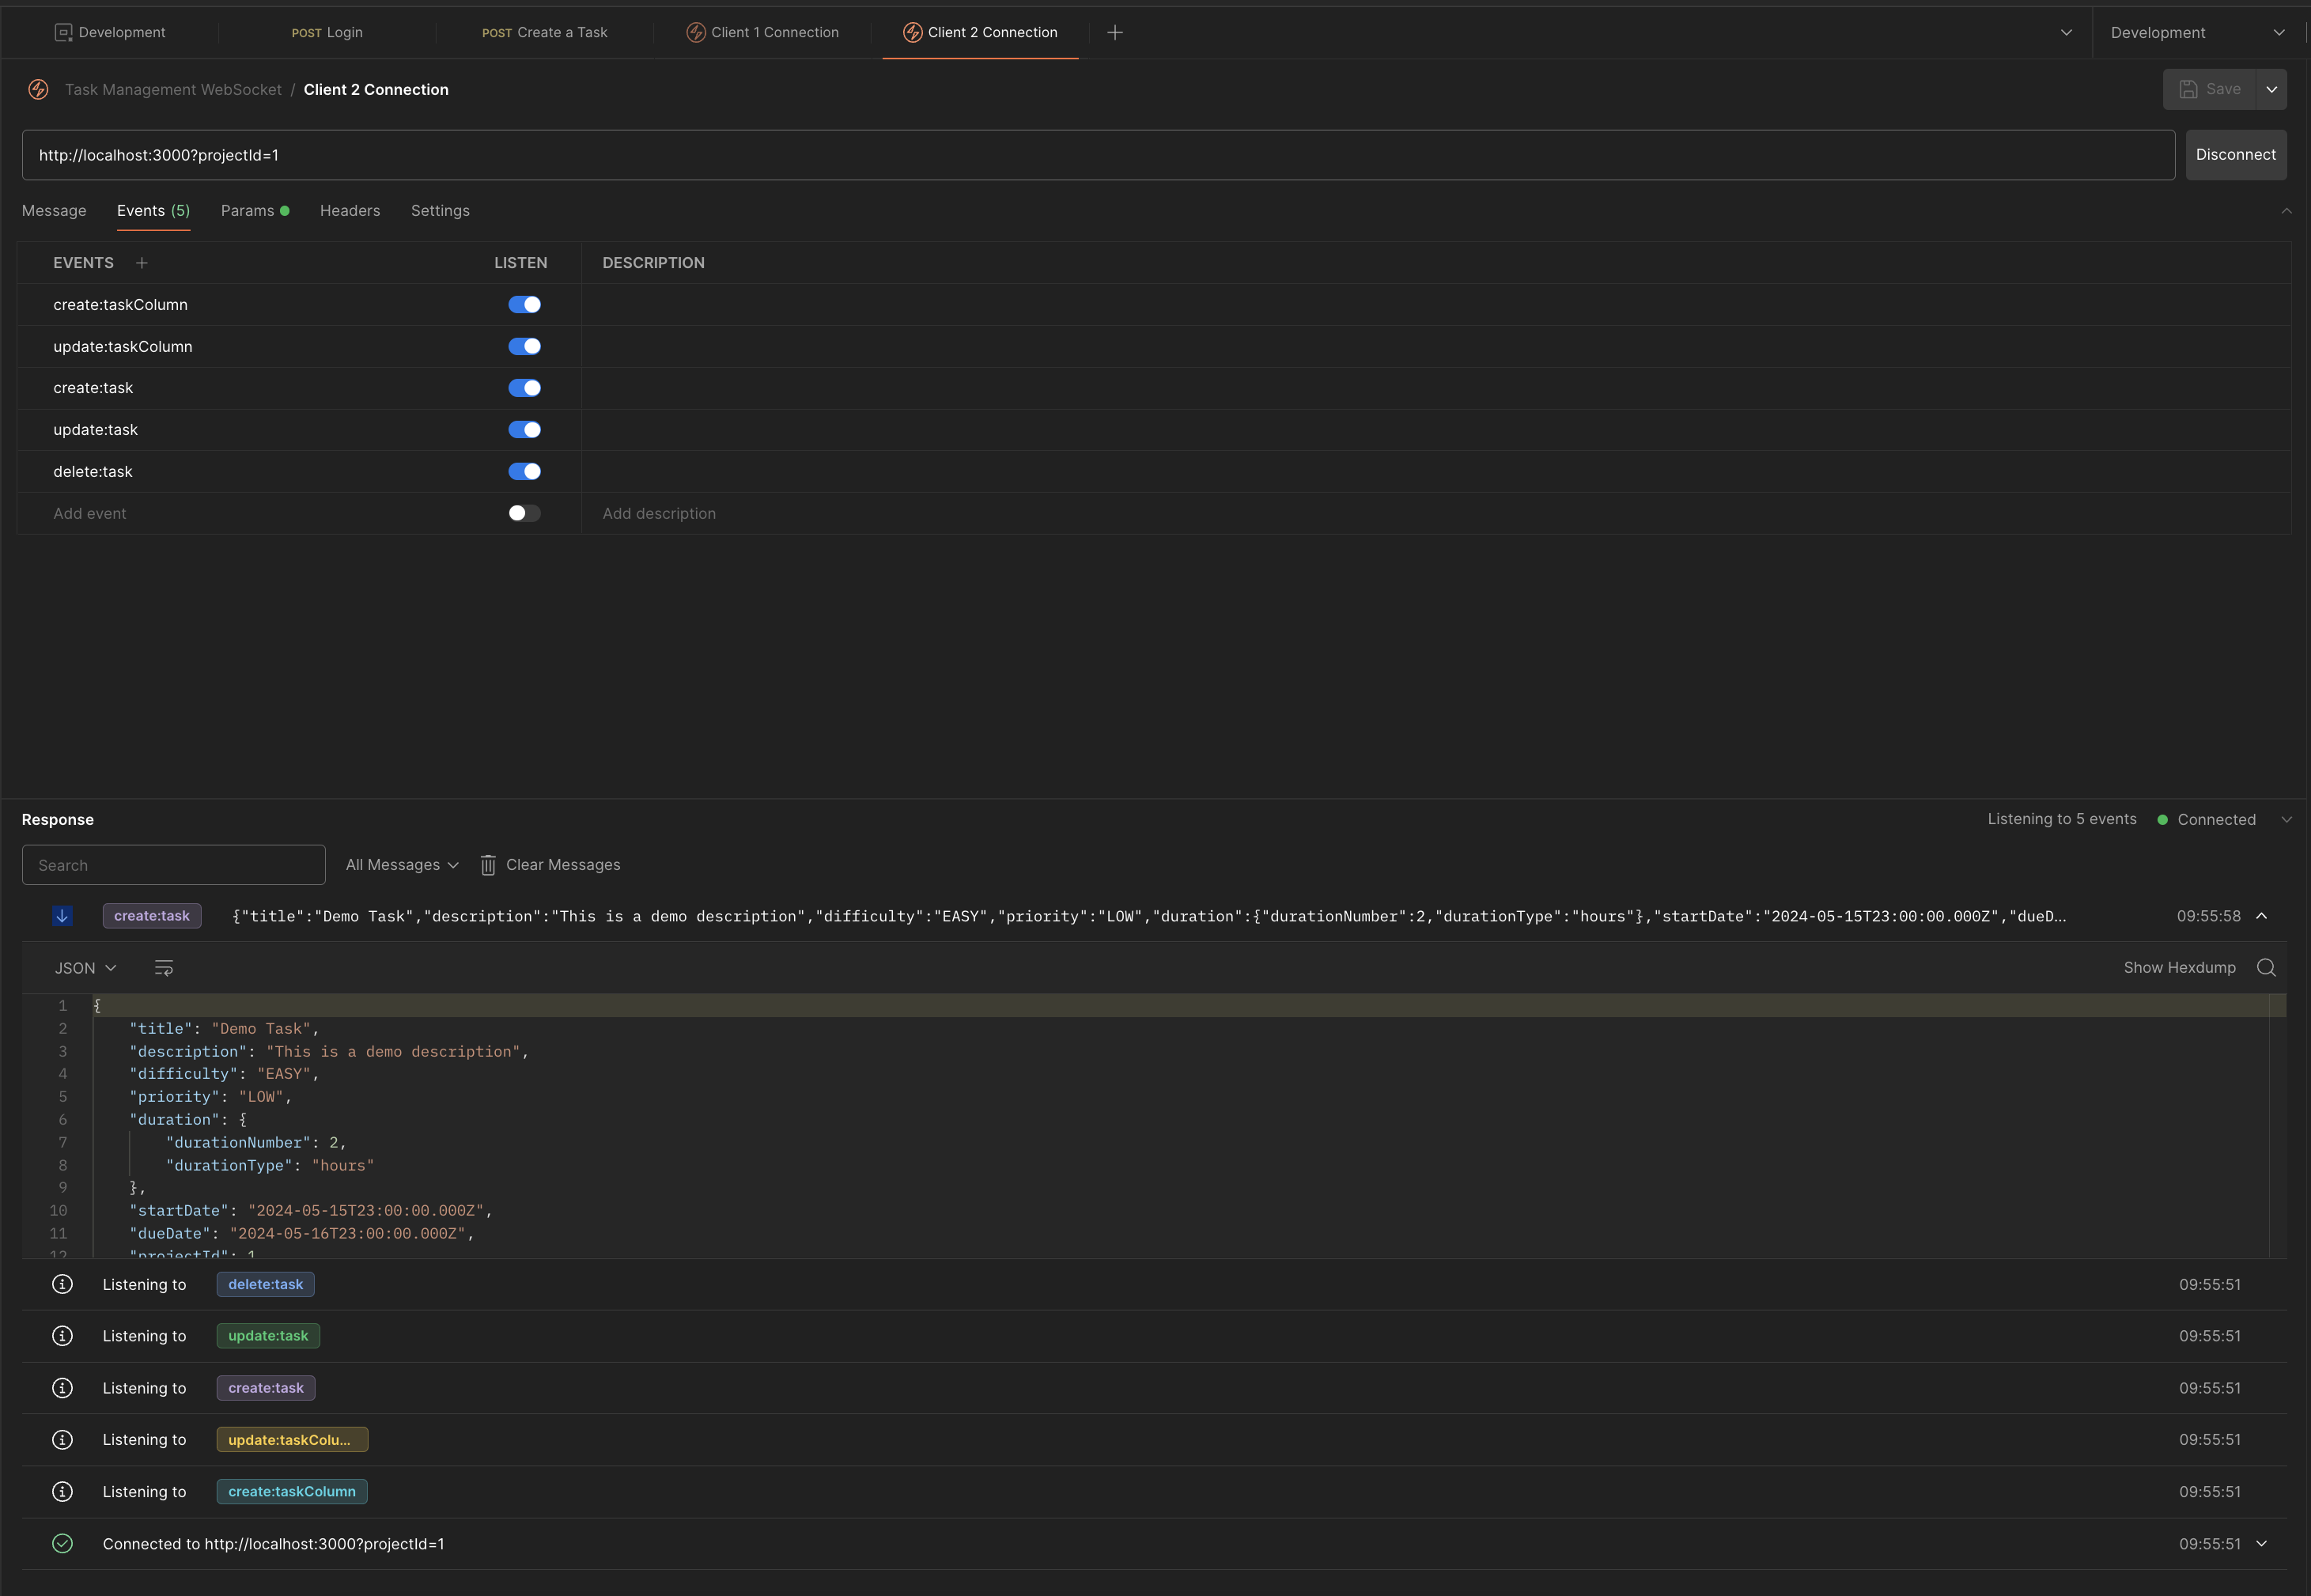 Development POST Login POST Create a Task Client 1 Connection Client 2 Connection Development
Task Management WebSocket / Client 2 Connection Save
http://localhost:3000?projectId=1 Disconnect
Message Events (5) Params Headers Settings
EVENTS LISTEN DESCRIPTION
create:taskColumn
update:taskColumn
create:task
update:task
delete:task
Add event Add description
Response Listening to 5 events Connected
Search All Messages Clear Messages
create:task {"title":"Demo Task","description":"This is a demo description","difficulty":"EASY","priority":"LOW","duration":{"durationNumber":2,"durationType":"hours"},"startDate":"2024-05-15T23:00:00.000Z","dueD... 09:55:58
JSON Show Hexdump
1 {
2 "title": "Demo Task",
3 "description": "This is a demo description",
4 "difficulty": "EASY",
5 "priority": "LOW",
6 "duration": {
7 "durationNumber": 2,
8 "durationType": "hours"
9 },
10 "startDate": "2024-05-15T23:00:00.000Z",
11 "dueDate": "2024-05-16T23:00:00.000Z",
12 "projectId": 1
Listening to delete:task 09:55:51
Listening to update:task 09:55:51
Listening to create:task 09:55:51
Listening to update:taskColu... 09:55:51
Listening to create:taskColumn 09:55:51
Connected to http://localhost:3000?projectId=1 09:55:51